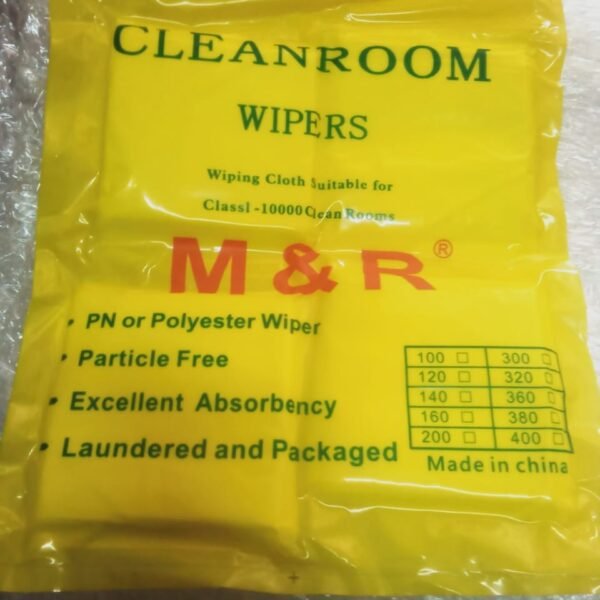 CLEANROOM
WIPERS
Wiping Cloth Suitable for
Classl-10000 Clean Rooms
M & R®
• PN or Polyester Wiper
• Particle Free
• Excellent Absorbency
• Laundered and Packaged
100 □ 300 □
120 □ 320 □
140 □ 360 □
160 □ 380 □
200 □ 400 □
Made in china